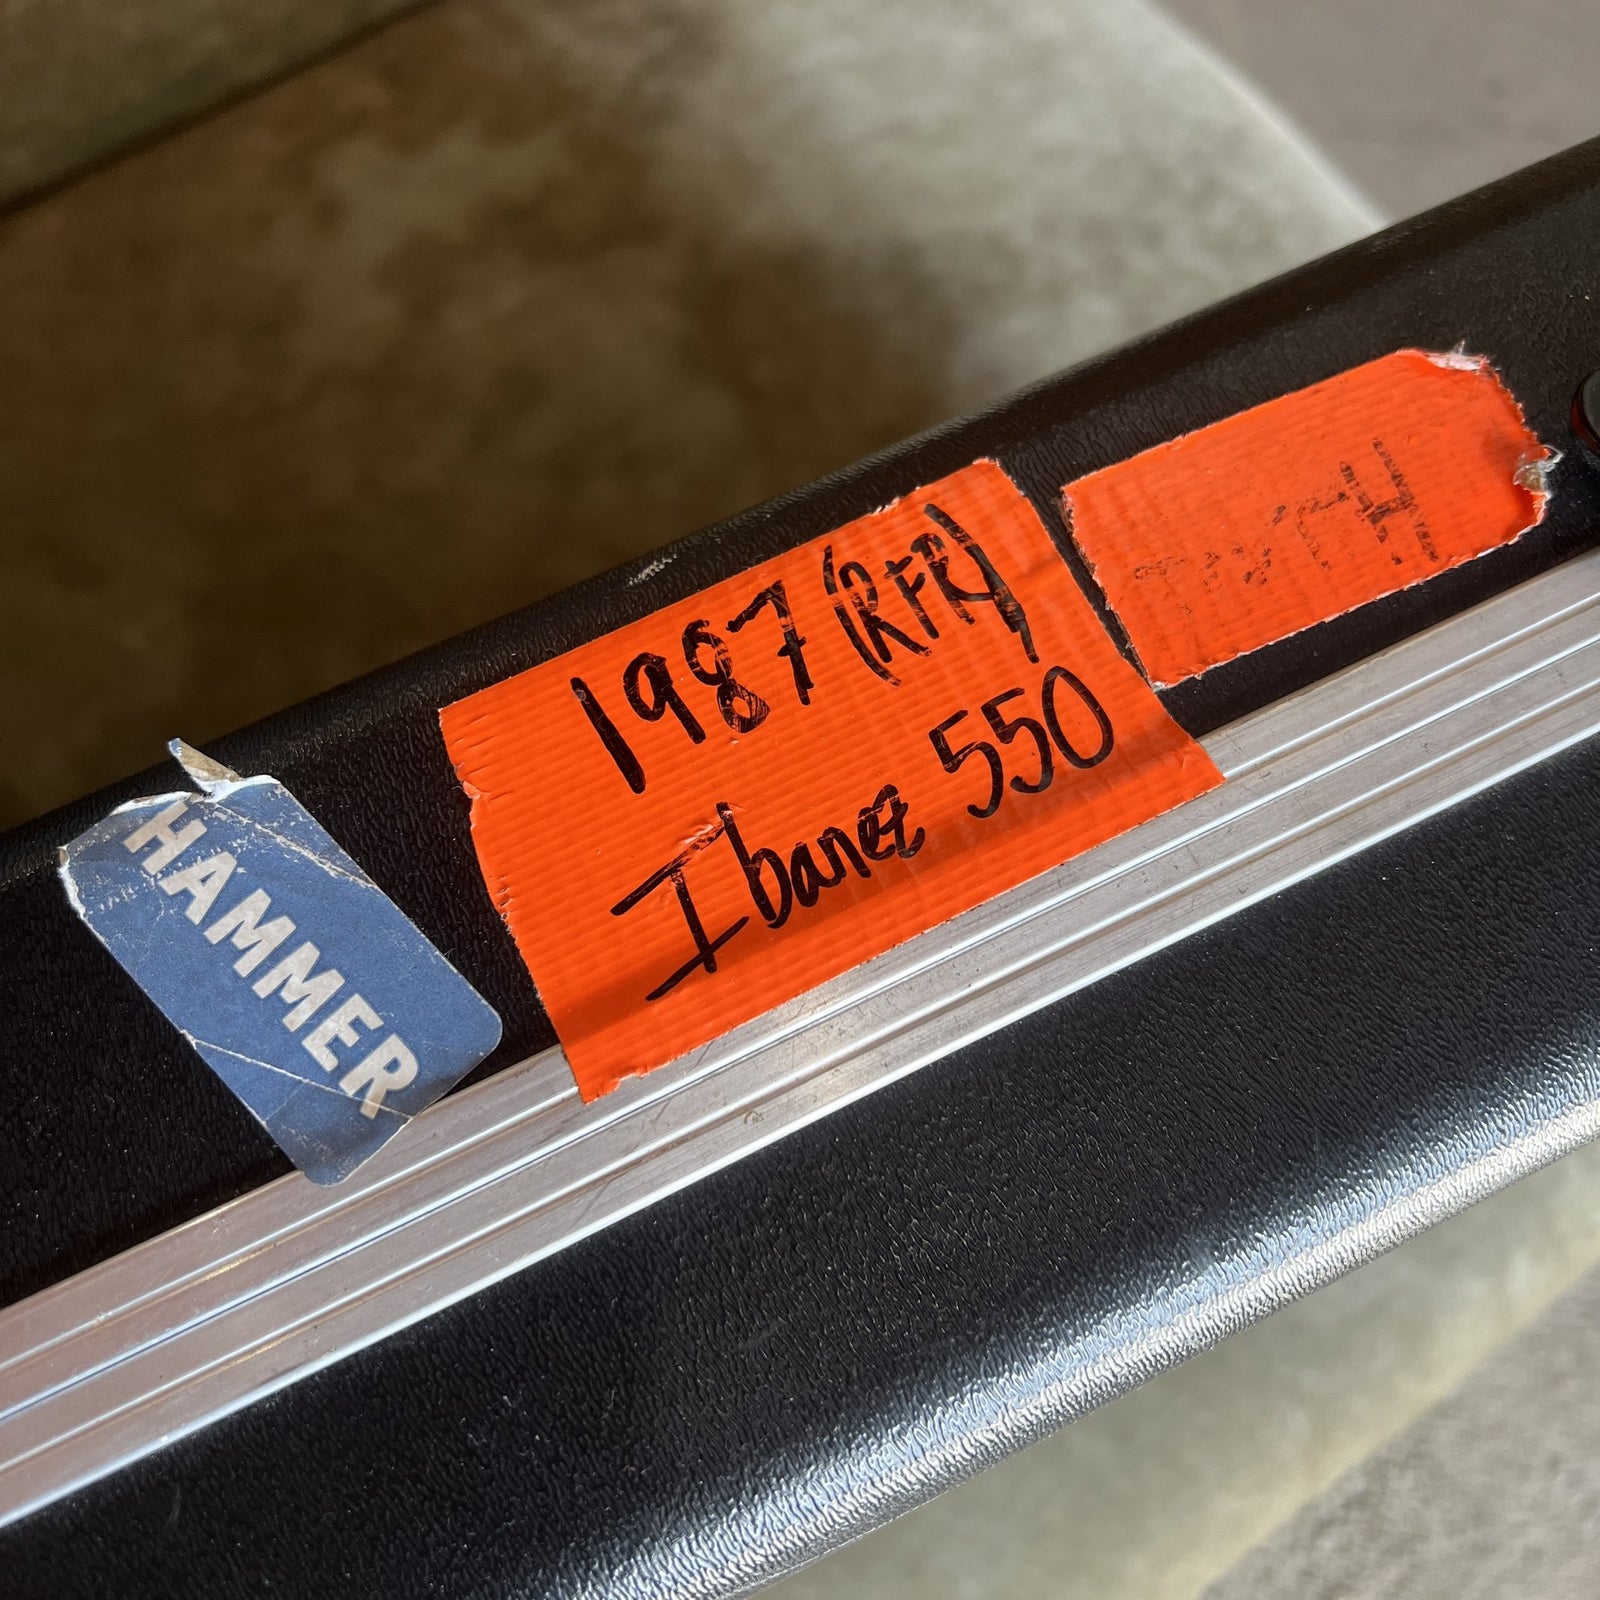 HAMMER
1987 (RFR)
Ibanez 550